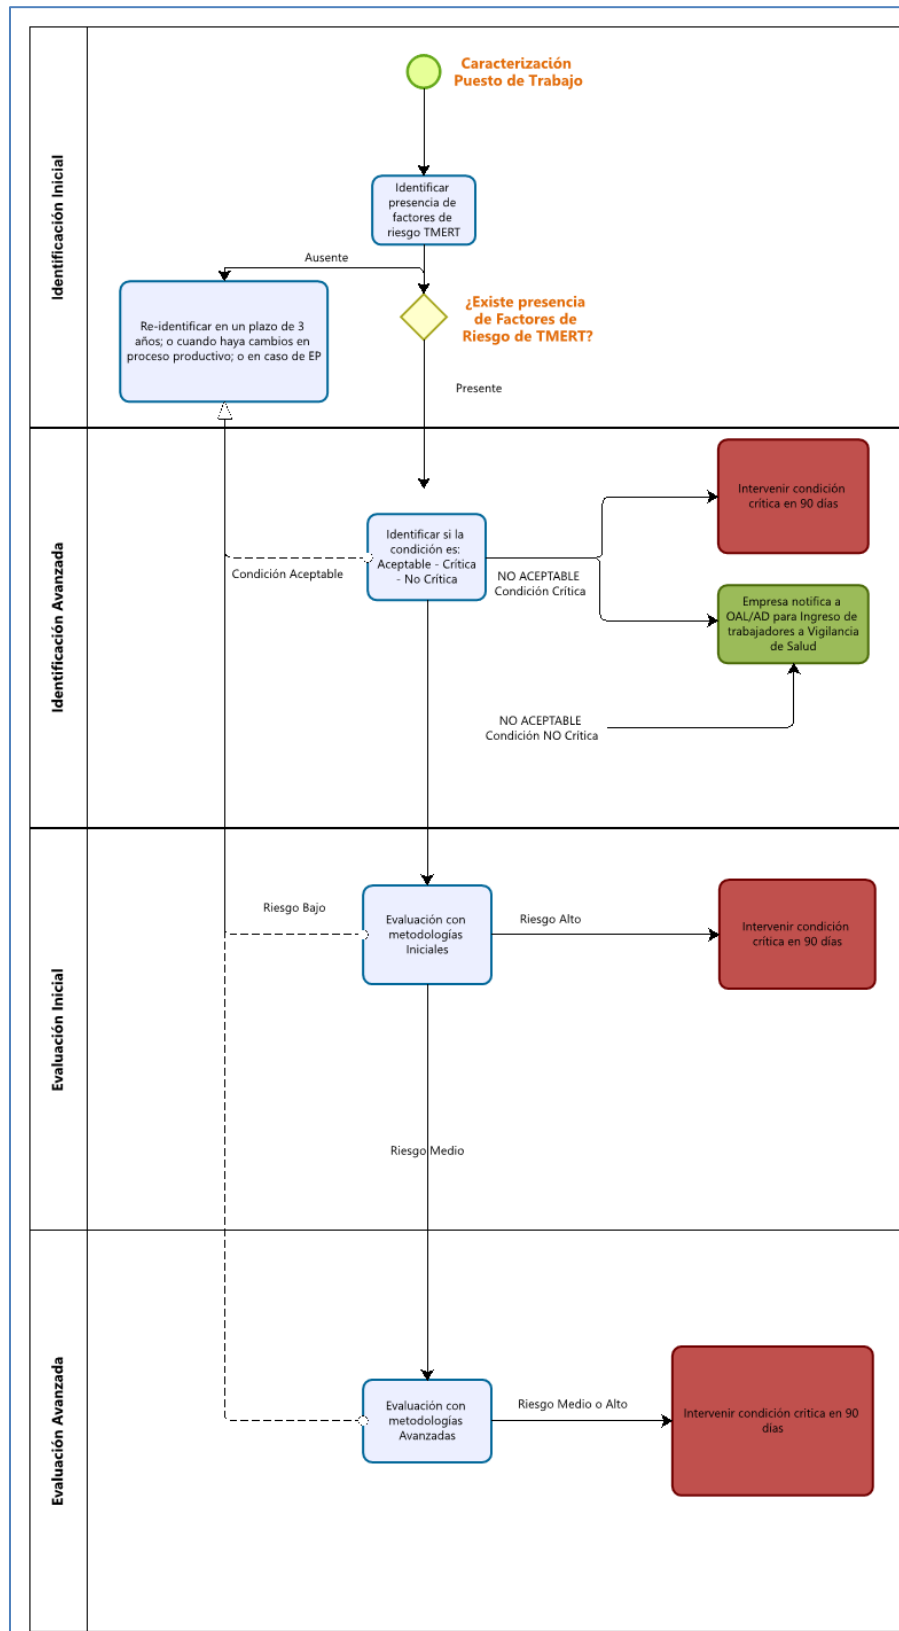 Identificación Inicial
Caracterización
Puesto de Trabajo
Identificar
presencia de
factores de
riesgo TMERT
Ausente
Re-identificar en un plazo de 3
años; o cuando haya cambios en
proceso productivo; o en caso de EP
¿Existe presencia
de Factores de
Riesgo de TMERT?
Presente
Identificación Avanzada
Identificar si la
condición es:
Aceptable - Crítica
- No Crítica
Condición Aceptable
NO ACEPTABLE
Condición Crítica
Intervenir condición
crítica en 90 días
Empresa notifica a
OAL/AD para Ingreso de
trabajadores a Vigilancia
de Salud
NO ACEPTABLE
Condición NO Crítica
Evaluación Inicial
Riesgo Bajo
Evaluación con
metodologías
Iniciales
Riesgo Alto
Intervenir condición
crítica en 90 días
Riesgo Medio
Evaluación Avanzada
Evaluación con
metodologías
Avanzadas
Riesgo Medio o Alto
Intervenir condición crítica en 90
días